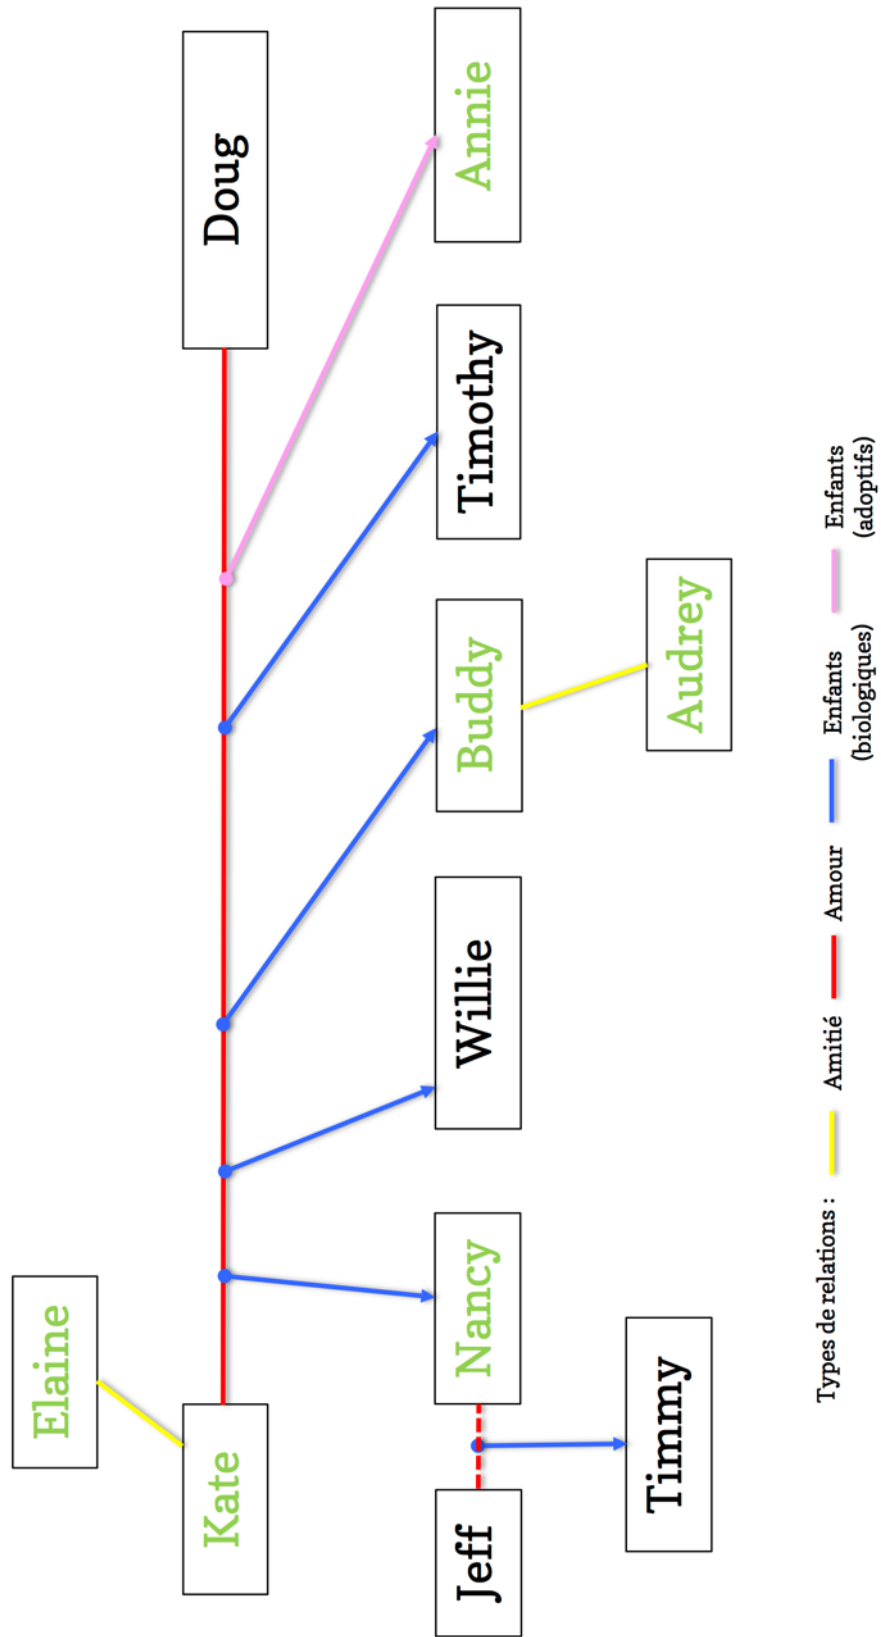 Elaine
Kate
Doug
Jeff
Nancy
Willie
Buddy
Timothy
Annie
Timmy
Audrey
Types de relations :
Amitié
Amour
Enfants
(biologiques)
Enfants
(adoptifs)